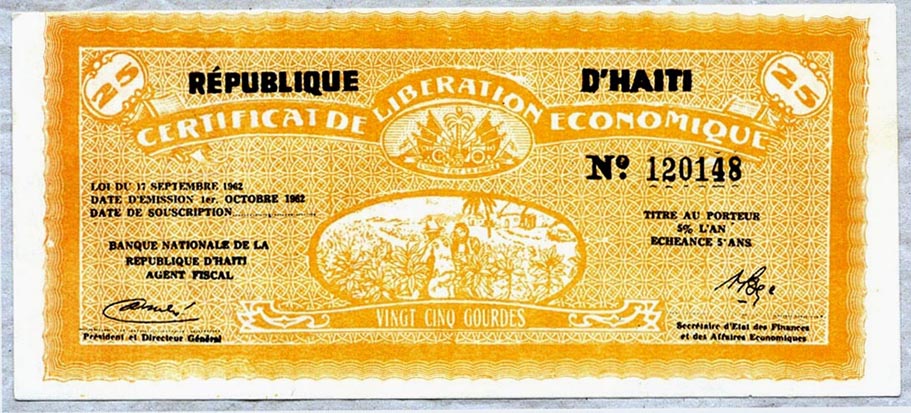 25
25
RÉPUBLIQUE D'HAITI
CERTIFICAT DE LIBERATION ECONOMIQUE
Nº 120148
LOI DU 17 SEPTEMBRE 1962
DATE D'EMISSION 1er. OCTOBRE 1962
DATE DE SOUSCRIPTION
BANQUE NATIONALE DE LA
REPUBLIQUE D'HAITI
AGENT FISCAL
TITRE AU PORTEUR
5% L'AN
ECHEANCE 5 ANS
VINGT CINQ GOURDES
Président et Directeur Général
Secrétaire d'Etat des Finances
et des Affaires Economiques